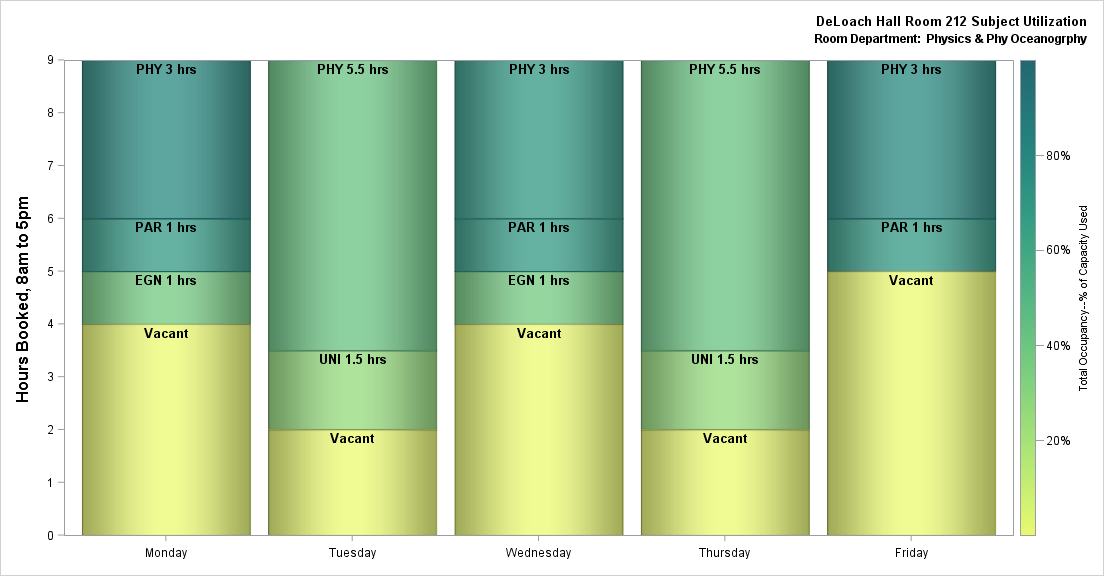 DeLoach Hall Room 212 Subject Utilization
Room Department:  Physics & Phy Oceanogrphy
Hours Booked, 8am to 5pm
9
8
7
6
5
4
3
2
1
0
PHY 3 hrs
PAR 1 hrs
EGN 1 hrs
Vacant
Monday
PHY 5.5 hrs
UNI 1.5 hrs
Vacant
Tuesday
PHY 3 hrs
PAR 1 hrs
EGN 1 hrs
Vacant
Wednesday
PHY 5.5 hrs
UNI 1.5 hrs
Vacant
Thursday
PHY 3 hrs
PAR 1 hrs
Vacant
Friday
80%
60%
40%
20%
Total Occupancy--% of Capacity Used